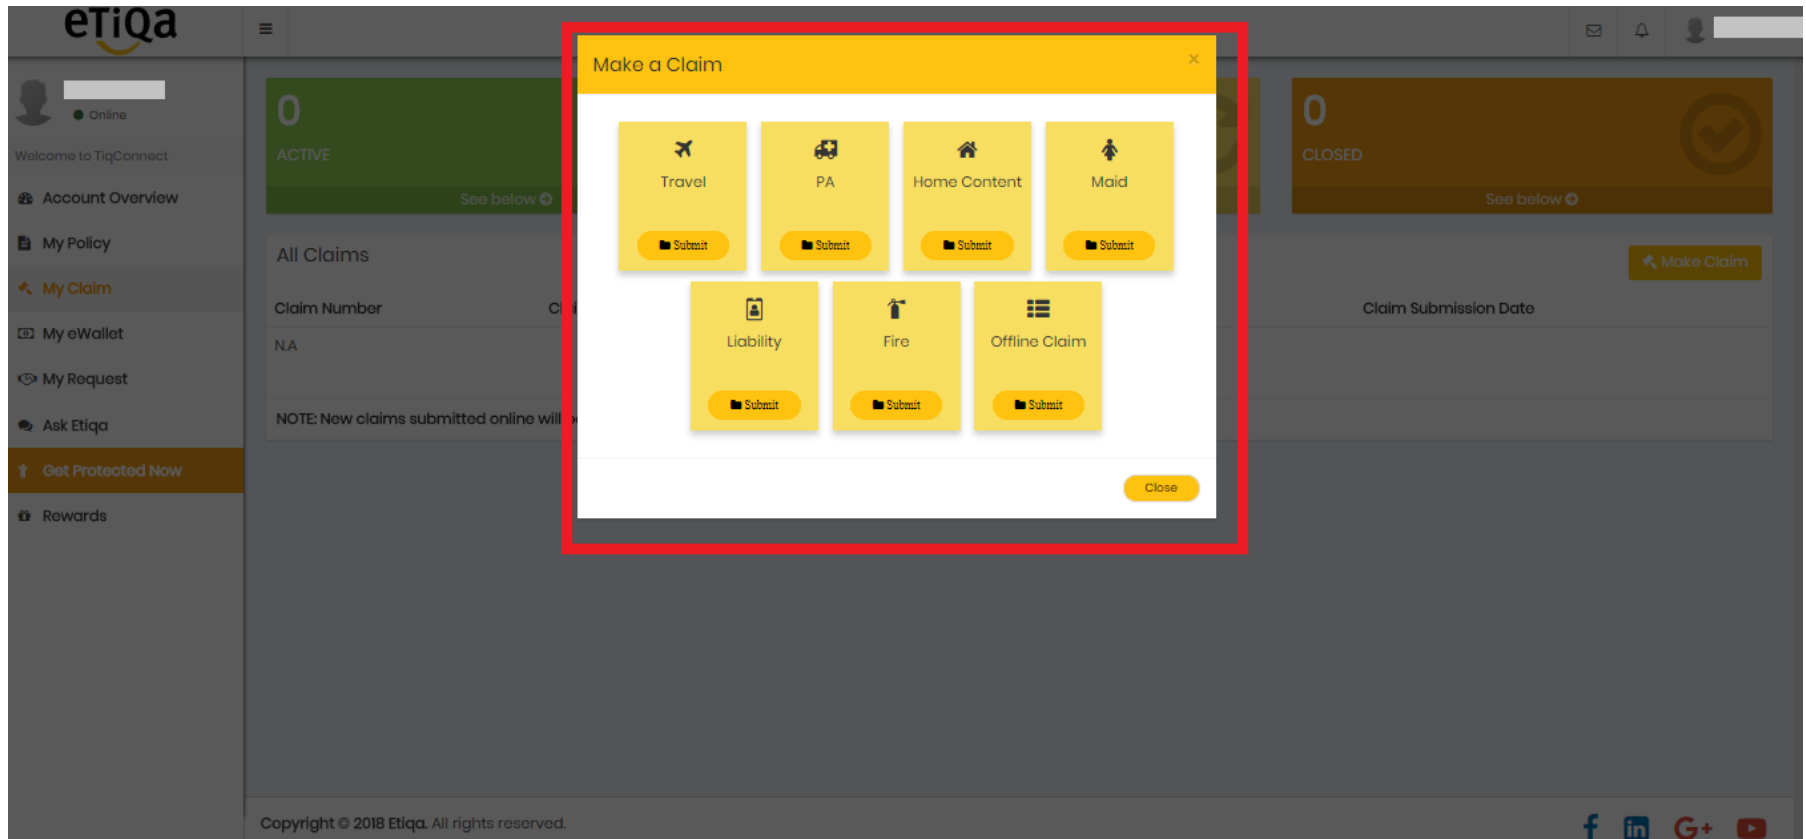 eTiQa
Make a Claim
×
Online
Welcome to TiqConnect
Account Overview
My Policy
My Claim
My eWallet
My Request
Ask Etiqa
Get Protected Now
Rewards
0
ACTIVE
See below
0
CLOSED
See below
Travel
PA
Home Content
Maid
Submit
Submit
Submit
Submit
Liability
Fire
Offline Claim
Submit
Submit
Submit
Close
All Claims
Make Claim
Claim Number
Claim Submission Date
N.A
NOTE: New claims submitted online will
Copyright © 2018 Etiqa. All rights reserved.
f in G+